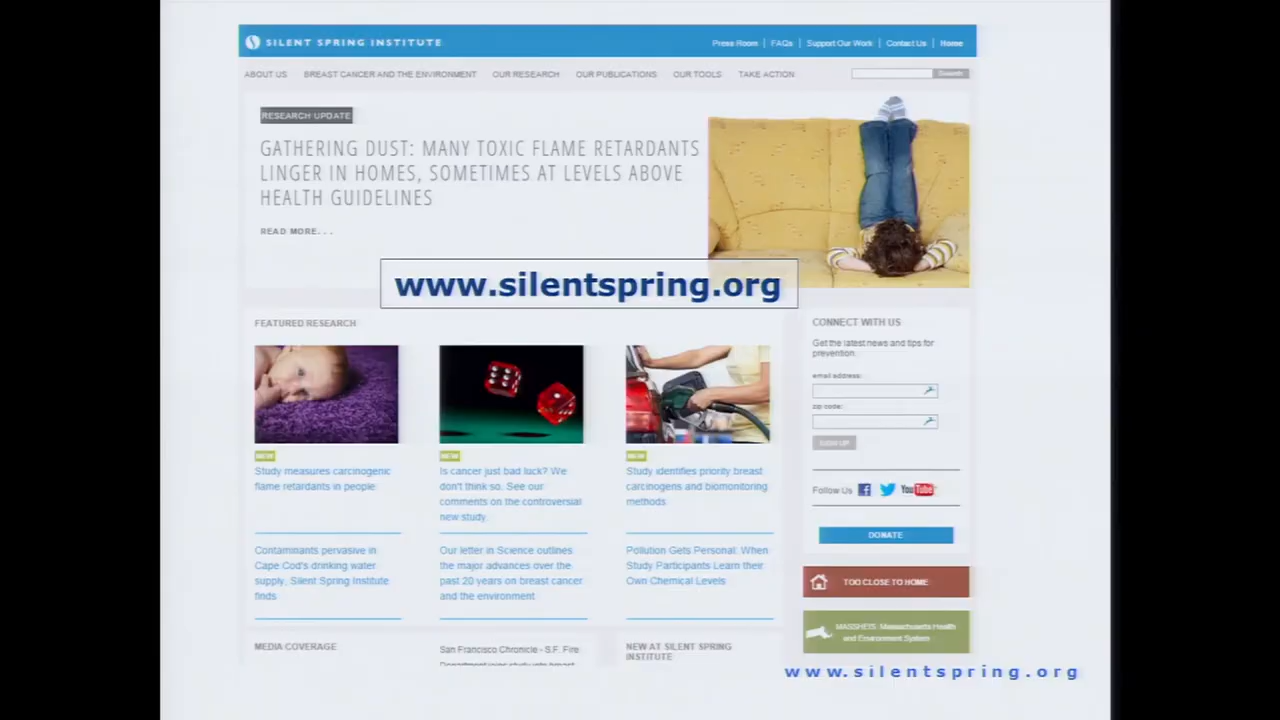 SILENT SPRING INSTITUTE
Press Room | FAQs | Support Our Work | Contact Us | Home
ABOUT US BREAST CANCER AND THE ENVIRONMENT OUR RESEARCH OUR PUBLICATIONS OUR TOOLS TAKE ACTION Search
RESEARCH UPDATE
GATHERING DUST: MANY TOXIC FLAME RETARDANTS
LINGER IN HOMES, SOMETIMES AT LEVELS ABOVE
HEALTH GUIDELINES
READ MORE...
www.silentspring.org
FEATURED RESEARCH
NEW
Study measures carcinogenic
flame retardants in people
Contaminants pervasive in
Cape Cod's drinking water
supply, Silent Spring Institute
finds
NEW
Is cancer just bad luck? We
don't think so. See our
comments on the controversial
new study.
Our letter in Science outlines
the major advances over the
past 20 years on breast cancer
and the environment
NEW
Study identifies priority breast
carcinogens and biomonitoring
methods
Pollution Gets Personal: When
Study Participants Learn their
Own Chemical Levels
CONNECT WITH US
Get the latest news and tips for
prevention.
email address:
zip code:
SIGN UP!
Follow Us f YouTube
DONATE
TOO CLOSE TO HOME
MASSHEIS: Massachusetts Health
and Environment System
MEDIA COVERAGE
San Francisco Chronicle - S.F. Fire
NEW AT SILENT SPRING
INSTITUTE
www.silentspring.org